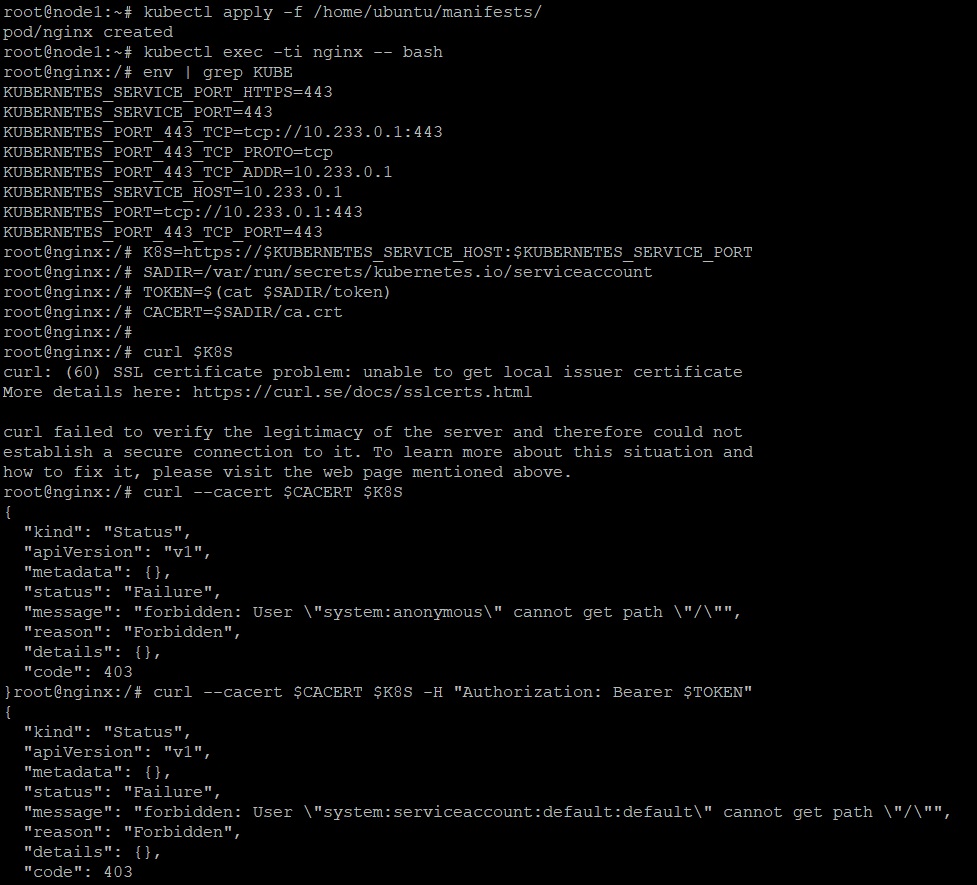 root@node1:~# kubectl apply -f /home/ubuntu/manifests/
pod/nginx created
root@node1:~# kubectl exec -ti nginx -- bash
root@nginx:/# env | grep KUBE
KUBERNETES_SERVICE_PORT_HTTPS=443
KUBERNETES_SERVICE_PORT=443
KUBERNETES_PORT_443_TCP=tcp://10.233.0.1:443
KUBERNETES_PORT_443_TCP_PROTO=tcp
KUBERNETES_PORT_443_TCP_ADDR=10.233.0.1
KUBERNETES_SERVICE_HOST=10.233.0.1
KUBERNETES_PORT=tcp://10.233.0.1:443
KUBERNETES_PORT_443_TCP_PORT=443
root@nginx:/# K8S=https://$KUBERNETES_SERVICE_HOST:$KUBERNETES_SERVICE_PORT
root@nginx:/# SADIR=/var/run/secrets/kubernetes.io/serviceaccount
root@nginx:/# TOKEN=$(cat $SADIR/token)
root@nginx:/# CACERT=$SADIR/ca.crt
root@nginx:/#
root@nginx:/# curl $K8S
curl: (60) SSL certificate problem: unable to get local issuer certificate
More details here: https://curl.se/docs/sslcerts.html

curl failed to verify the legitimacy of the server and therefore could not
establish a secure connection to it. To learn more about this situation and
how to fix it, please visit the web page mentioned above.
root@nginx:/# curl --cacert $CACERT $K8S
{
  "kind": "Status",
  "apiVersion": "v1",
  "metadata": {},
  "status": "Failure",
  "message": "forbidden: User \"system:anonymous\" cannot get path \"/\"",
  "reason": "Forbidden",
  "details": {},
  "code": 403
}root@nginx:/# curl --cacert $CACERT $K8S -H "Authorization: Bearer $TOKEN"
{
  "kind": "Status",
  "apiVersion": "v1",
  "metadata": {},
  "status": "Failure",
  "message": "forbidden: User \"system:serviceaccount:default:default\" cannot get path \"/\"",
  "reason": "Forbidden",
  "details": {},
  "code": 403